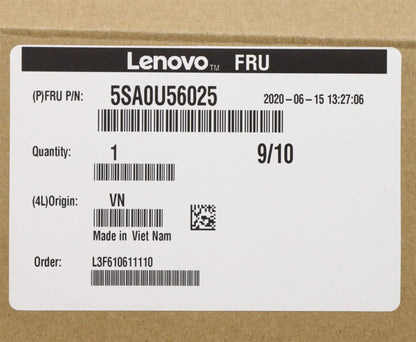 Lenovo™ FRU
(P)FRU P/N: 5SA0U56025 2020-06-15 13:27:06
Quantity: 1 9/10
(4L)Origin: VN
Made in Viet Nam
Order: L3F610611110